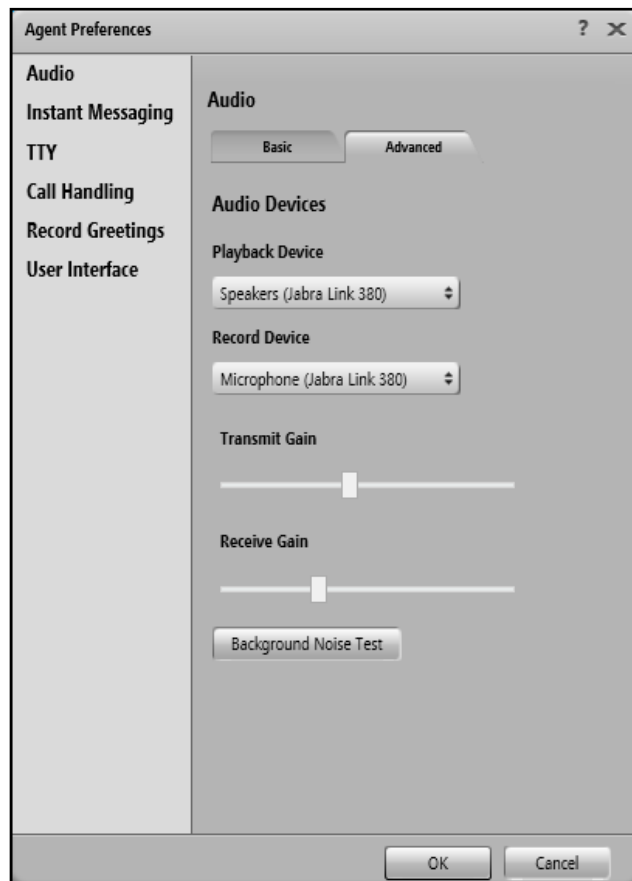 Agent Preferences
? ×
Audio
Instant Messaging
TTY
Call Handling
Record Greetings
User Interface
Audio
Basic Advanced
Audio Devices
Playback Device
Speakers (Jabra Link 380)
Record Device
Microphone (Jabra Link 380)
Transmit Gain
Receive Gain
Background Noise Test
OK Cancel